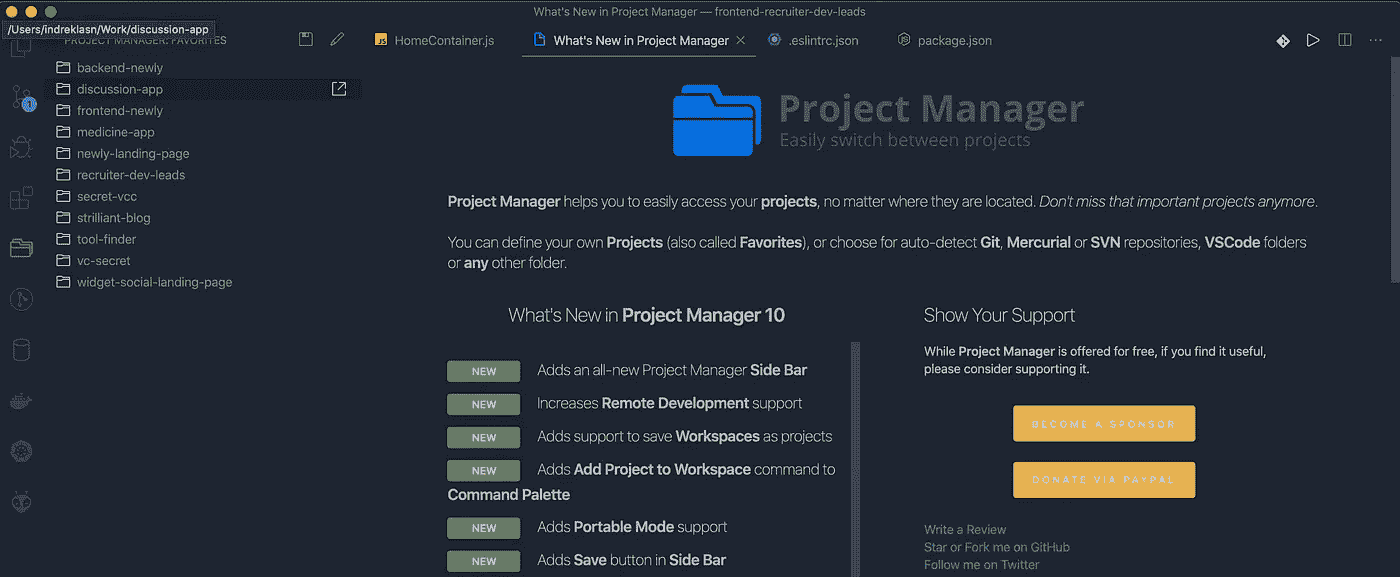 What's New in Project Manager — frontend-recruiter-dev-leads
/Users/indreklasn/Work/discussion-app
PROJECT MANAGER: FAVORITES
HomeContainer.js
What's New in Project Manager
.eslintrc.json
package.json
backend-newly
discussion-app
frontend-newly
medicine-app
newly-landing-page
recruiter-dev-leads
secret-vcc
strilliant-blog
tool-finder
vc-secret
widget-social-landing-page
Project Manager
Easily switch between projects
Project Manager helps you to easily access your projects, no matter where they are located. Don't miss that important projects anymore.
You can define your own Projects (also called Favorites), or choose for auto-detect Git, Mercurial or SVN repositories, VSCode folders
or any other folder.
What's New in Project Manager 10
NEW Adds an all-new Project Manager Side Bar
NEW Increases Remote Development support
NEW Adds support to save Workspaces as projects
NEW Adds Add Project to Workspace command to
Command Palette
NEW Adds Portable Mode support
NEW Adds Save button in Side Bar
Show Your Support
While Project Manager is offered for free, if you find it useful,
please consider supporting it.
BECOME A SPONSOR
DONATE VIA PAYPAL
Write a Review
Star or Fork me on GitHub
Follow me on Twitter